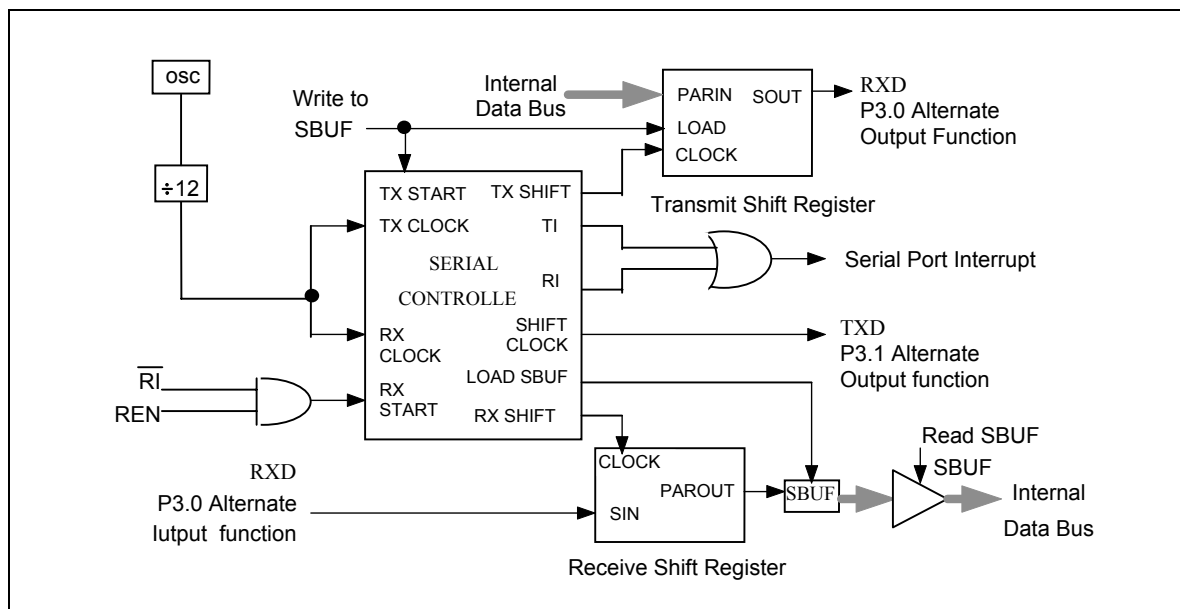 osc
÷12
Write to
SBUF
Internal
Data Bus
PARIN
SOUT
LOAD
CLOCK
RXD
P3.0 Alternate
Output Function
Transmit Shift Register
TX START
TX SHIFT
TX CLOCK
TI
SERIAL
CONTROLLE
RI
Serial Port Interrupt
RX
CLOCK
SHIFT
CLOCK
TXD
P3.1 Alternate
Output function
RI
REN
RX
START
LOAD SBUF
RX SHIFT
RXD
P3.0 Alternate
Iutput function
CLOCK
PAROUT
SIN
Receive Shift Register
SBUF
Read SBUF
SBUF
Internal
Data Bus